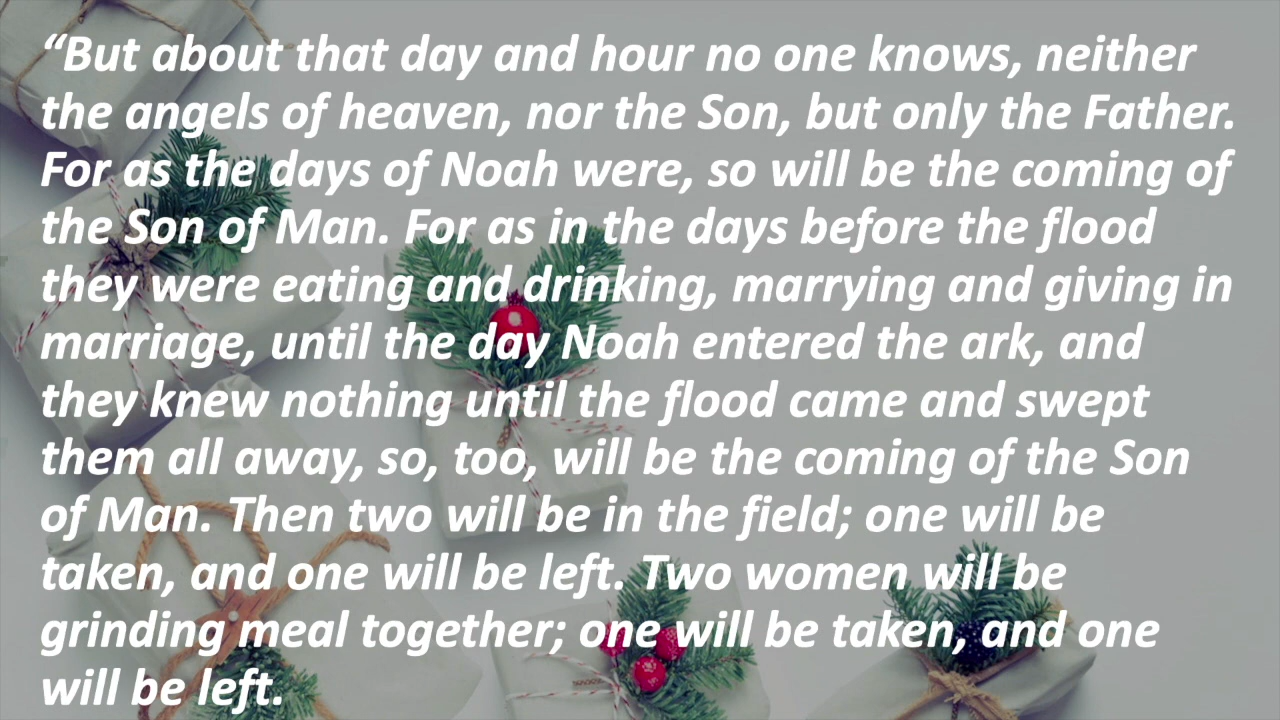 “But about that day and hour no one knows, neither
the angels of heaven, nor the Son, but only the Father.
For as the days of Noah were, so will be the coming of
the Son of Man. For as in the days before the flood
they were eating and drinking, marrying and giving in
marriage, until the day Noah entered the ark, and
they knew nothing until the flood came and swept
them all away, so, too, will be the coming of the Son
of Man. Then two will be in the field; one will be
taken, and one will be left. Two women will be
grinding meal together; one will be taken, and one
will be left.